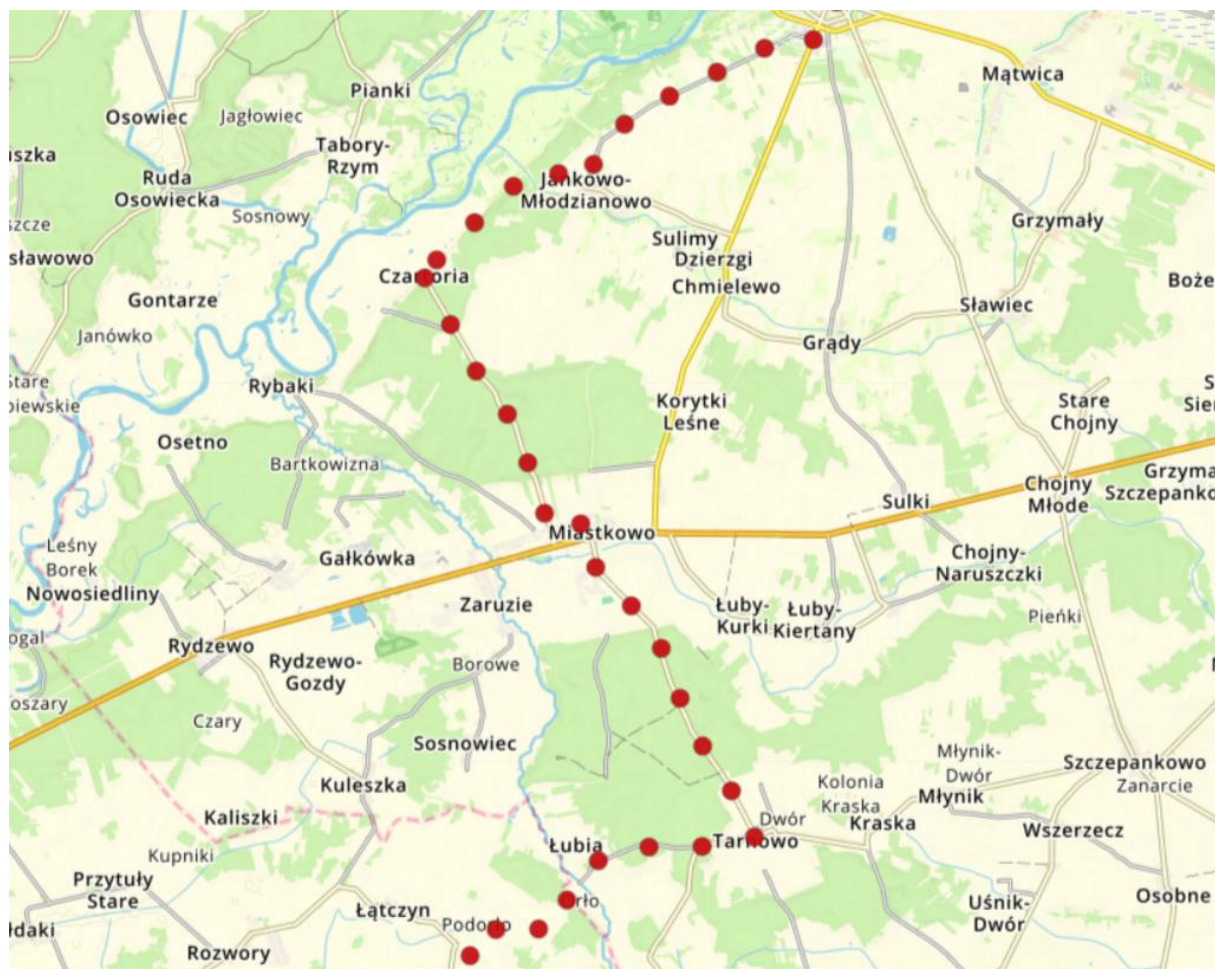 Mątwica
Pianki
Osowiec
Jagłowiec
Tabory-
Rzym
Ruda
Osowiecka
Jankowo-
Młodzianowo
Sosnowy
Grzymały
Sulimy
Dzierzgi
Chmielewo
Gontarze
Janówko
Sławiec
Grądy
Rybaki
Korytki
Leśne
Stare
Chojny
Osetno
Bartkowizna
Chojny
Młode
Sulki
Miastkowo
Leśny
Borek
Nowosiedliny
Gałkówka
Chojny-
Naruszczki
Zaruzie
Łuby-
Kurki
Łuby-
Kiertany
Pieńki
Rydzewo
Rydzewo-
Gozdy
Borowe
Czary
Sosnowiec
Młynik-
Dwór
Szczepankowo
Zanarcie
Kuleszka
Kolonia
Kraska
Młynik
Kaliszki
Dwór
Kraska
Wszerzecz
Łubia
Kupniki
Przytuły
Stare
Osobne
Uśnik-
Dwór
Łątczyn
Rozwory